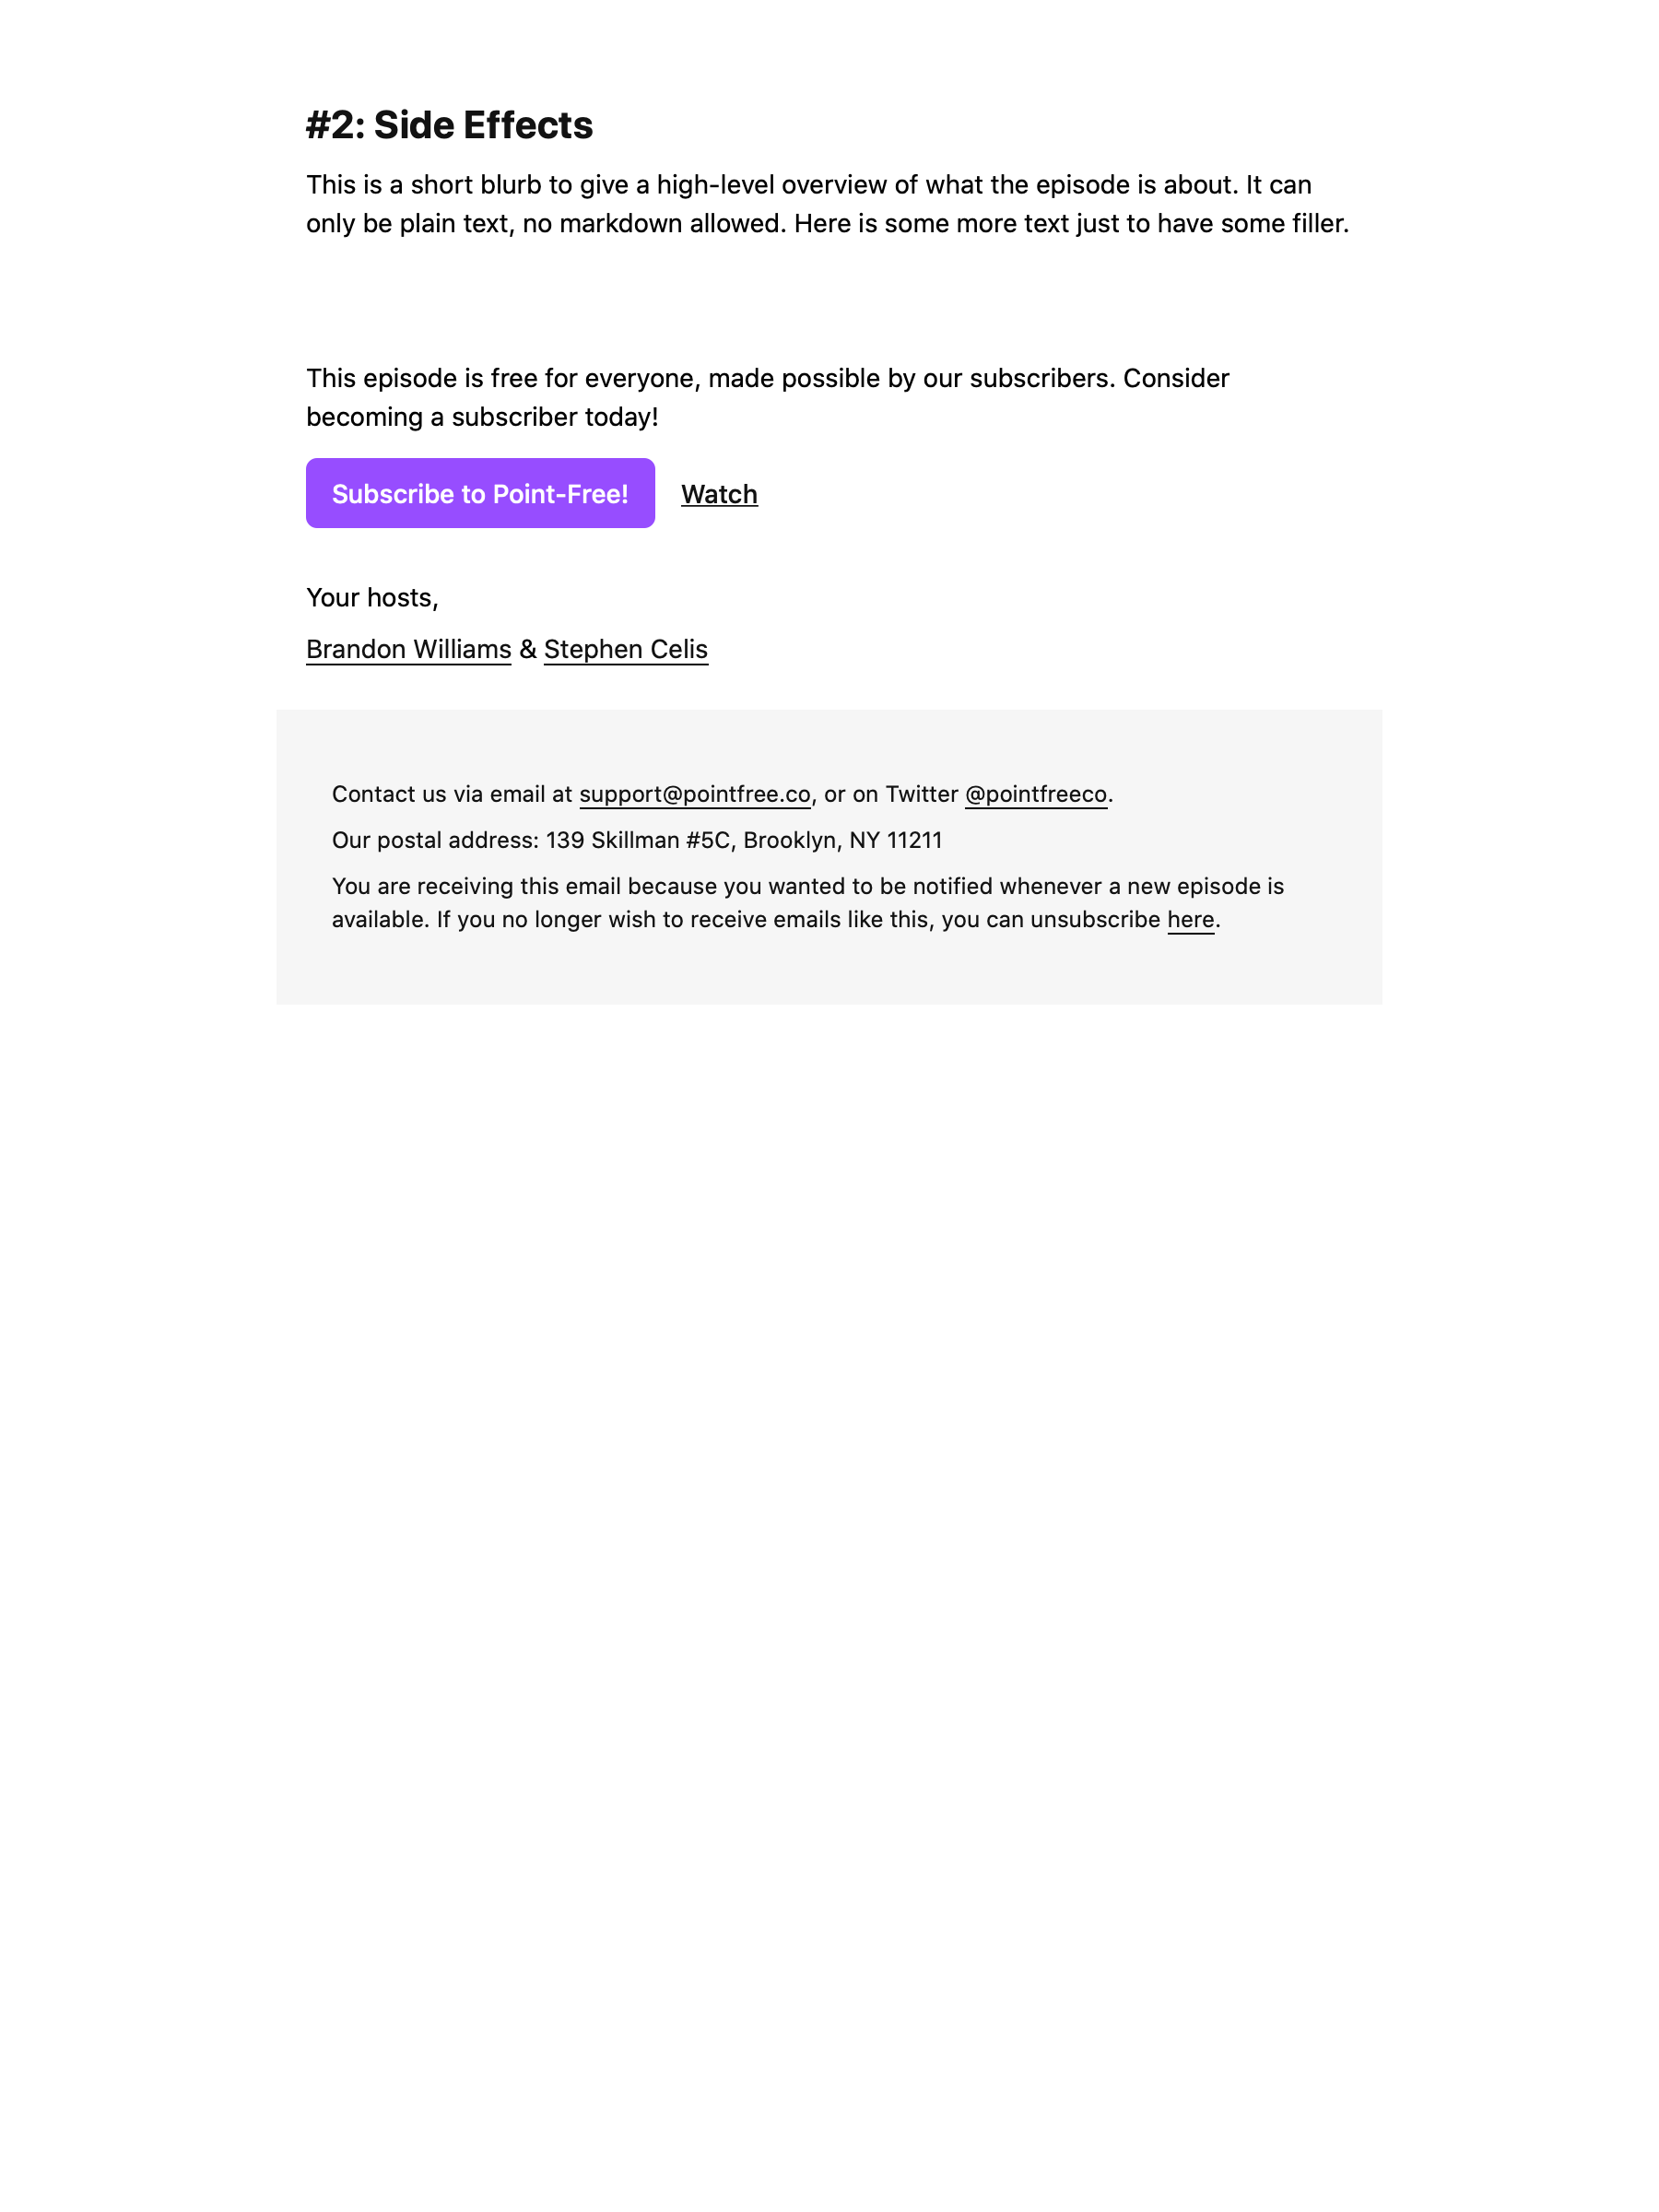 #2: Side Effects
This is a short blurb to give a high-level overview of what the episode is about. It can
only be plain text, no markdown allowed. Here is some more text just to have some filler.
This episode is free for everyone, made possible by our subscribers. Consider
becoming a subscriber today!
Subscribe to Point-Free! Watch
Your hosts,
Brandon Williams & Stephen Celis
Contact us via email at support@pointfree.co, or on Twitter @pointfreeco.
Our postal address: 139 Skillman #5C, Brooklyn, NY 11211
You are receiving this email because you wanted to be notified whenever a new episode is
available. If you no longer wish to receive emails like this, you can unsubscribe here.